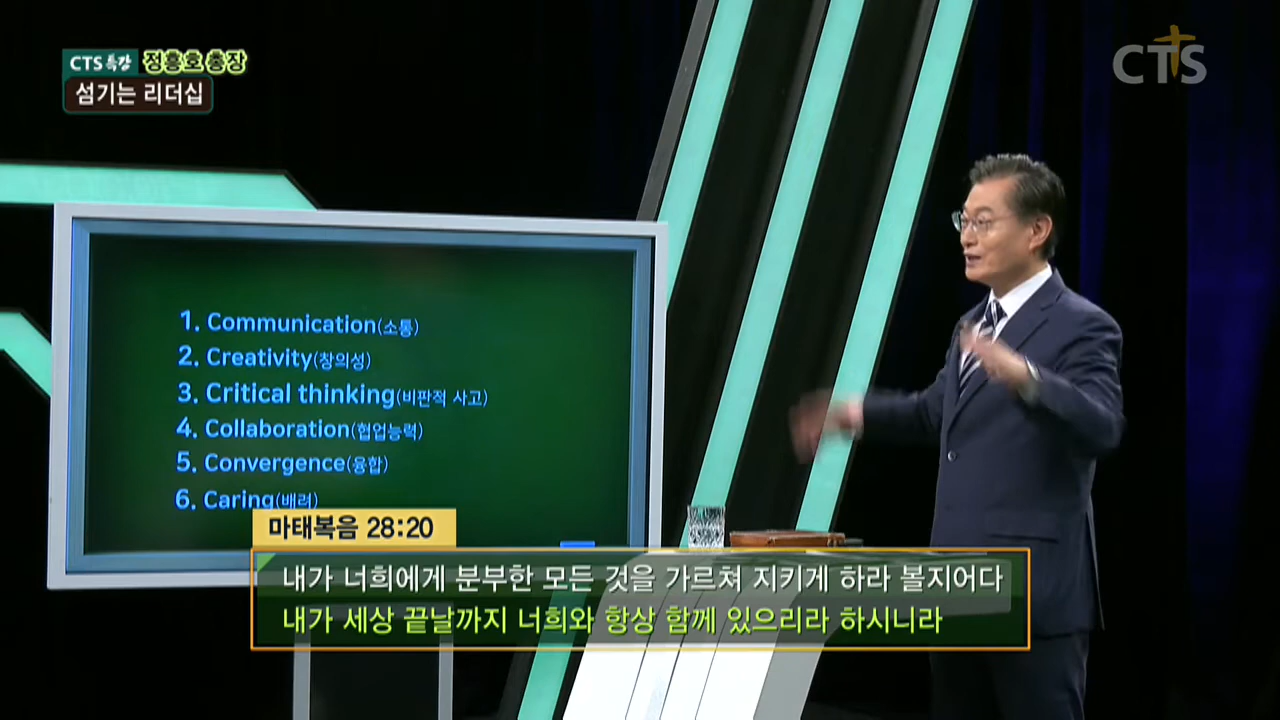 CTS특강 정흥호 총장
섬기는 리더십
CTS
1. Communication(소통)
2. Creativity(창의성)
3. Critical thinking(비판적 사고)
4. Collaboration(협업능력)
5. Convergence(융합)
6. Caring(배려)
마태복음 28:20
내가 너희에게 분부한 모든 것을 가르쳐 지키게 하라 볼지어다
내가 세상 끝날까지 너희와 항상 함께 있으리라 하시니라